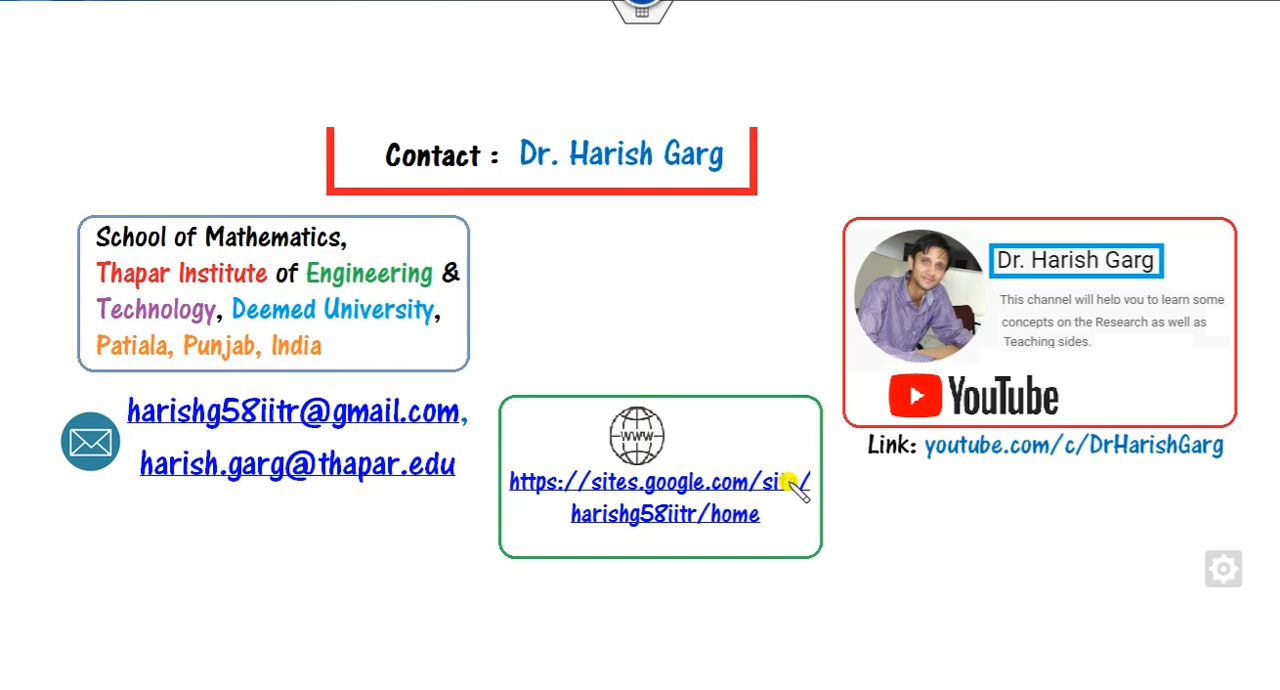 Contact : Dr. Harish Garg
School of Mathematics,
Thapar Institute of Engineering &
Technology, Deemed University,
Patiala, Punjab, India
harishg58iitr@gmail.com,
harish.garg@thapar.edu
www
https://sites.google.com/site/
harishg58iitr/home
Dr. Harish Garg
This channel will help you to learn some
concepts on the Research as well as
Teaching sides.
YouTube
Link: youtube.com/c/DrHarishGarg